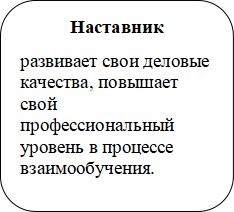 Наставник
развивает свои деловые
качества, повышает
свой
профессиональный
уровень в процессе
взаимообучения.